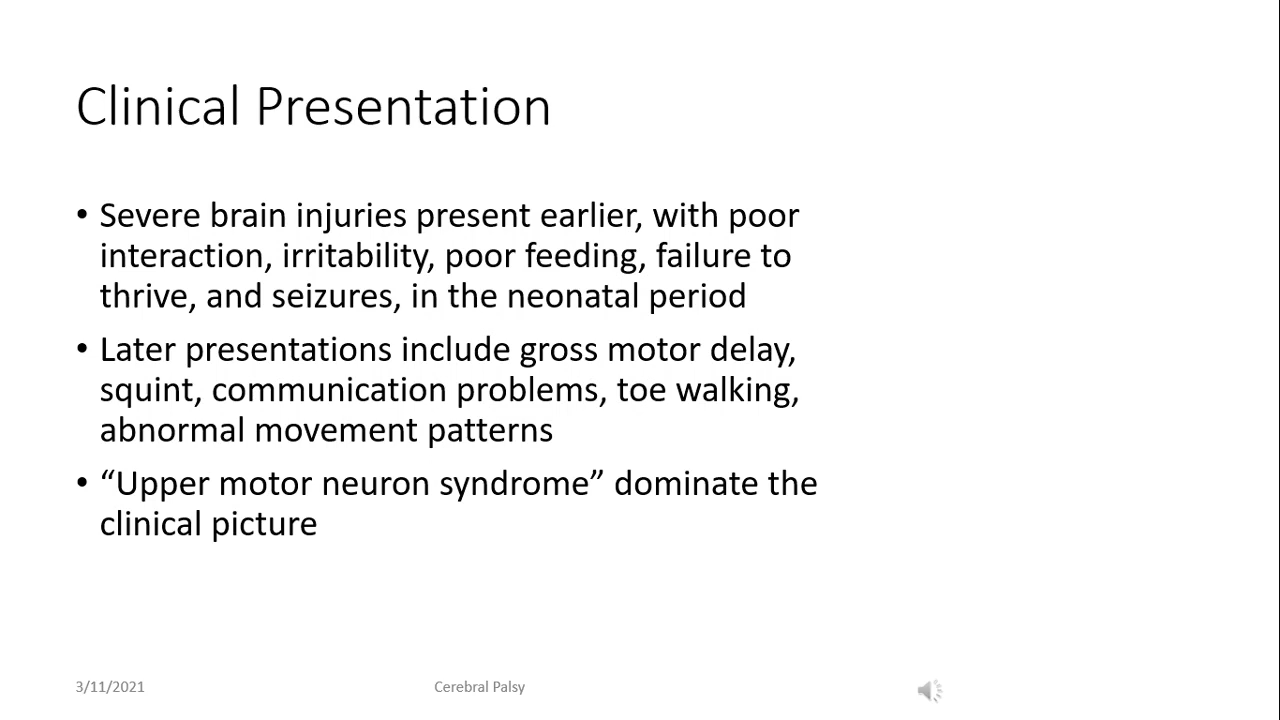 Clinical Presentation
• Severe brain injuries present earlier, with poor
interaction, irritability, poor feeding, failure to
thrive, and seizures, in the neonatal period
• Later presentations include gross motor delay,
squint, communication problems, toe walking,
abnormal movement patterns
• “Upper motor neuron syndrome” dominate the
clinical picture
3/11/2021
Cerebral Palsy